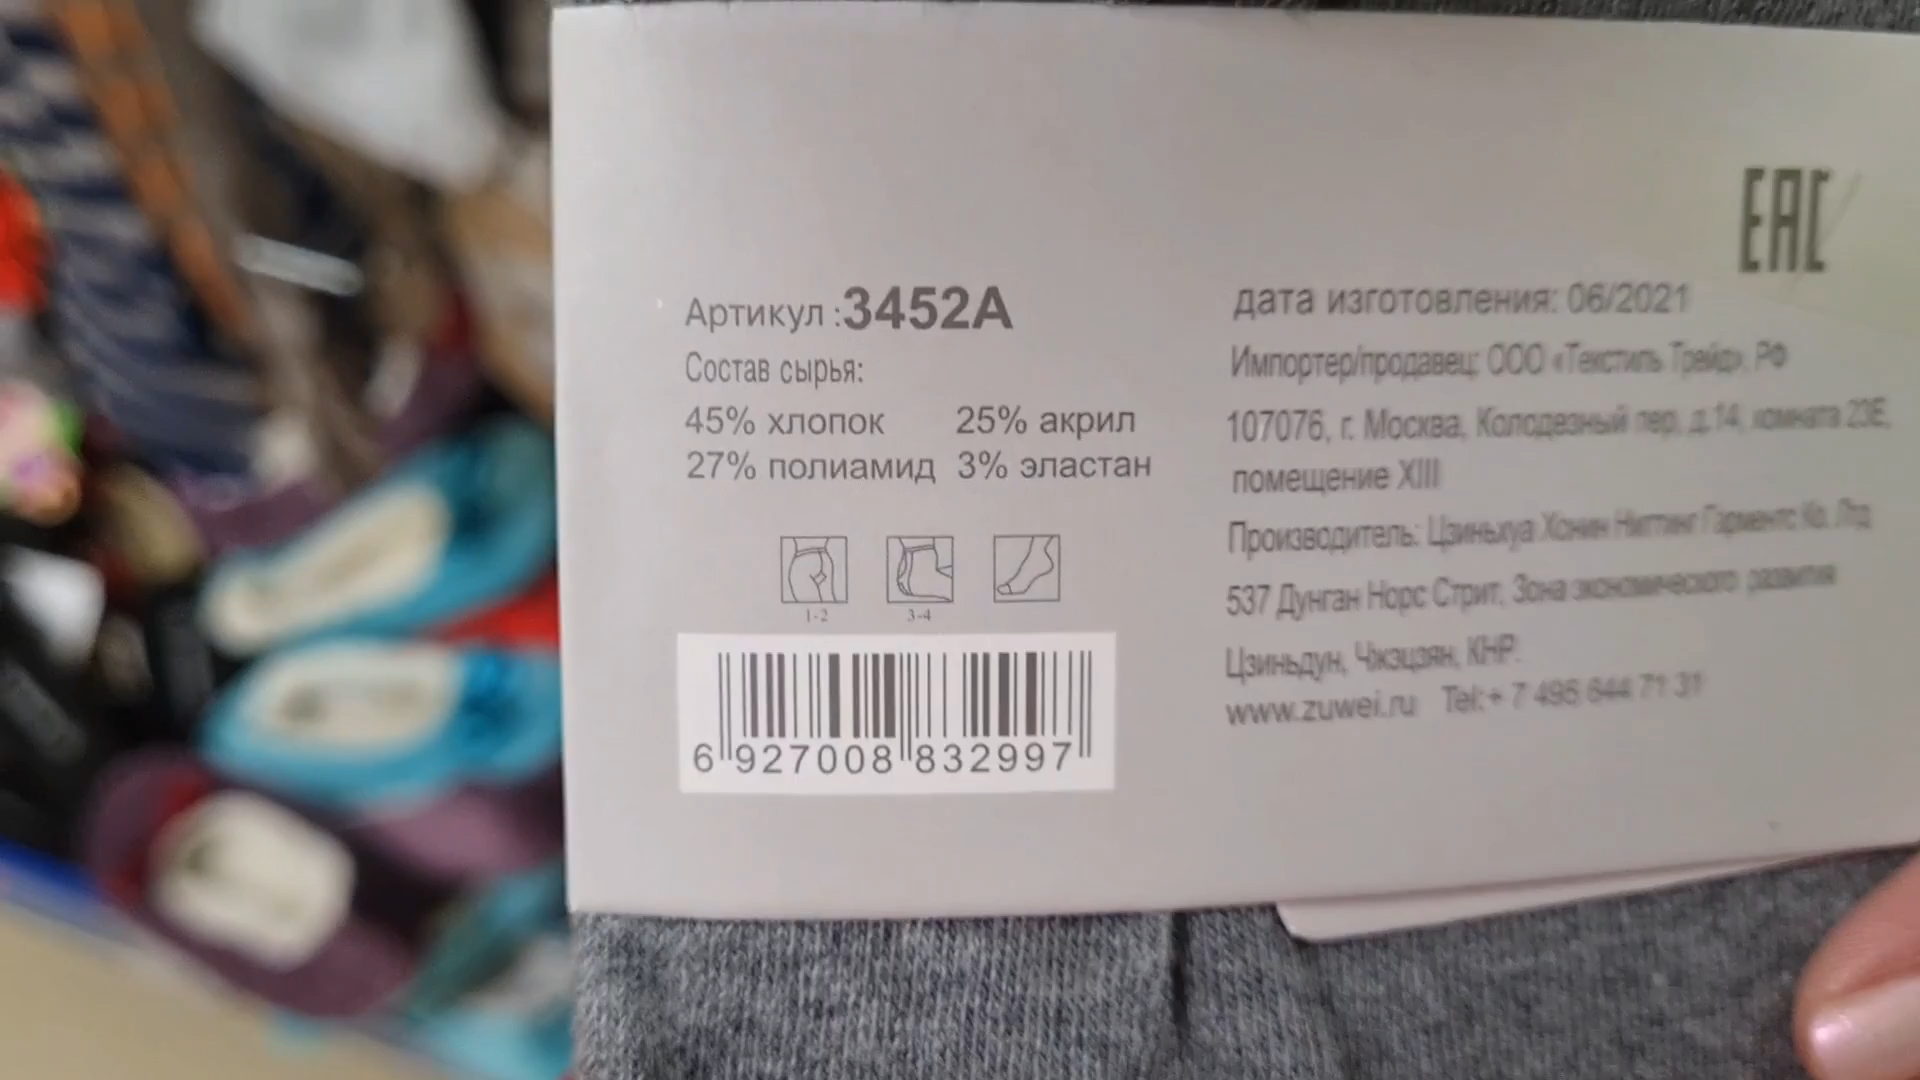 EAC
Артикул :3452А
Состав сырья:
45% хлопок 25% акрил
27% полиамид 3% эластан
1-2 3-4
6 927008 832997
дата изготовления: 06/2021
Импортер/продавец: ООО «Текстиль Трейд», РФ
107076, г. Москва, Колодезный пер, д.14, комната 23Е,
помещение XIII
Производитель: Цзиньхуа Хонин Ниттинг Гарментс Ко. Лтд
537 Дунган Норс Стрит, Зона экономического развития
Цзиньдун, Чжэцзян, КНР.
www.zuwei.ru Tel:+ 7 495 644 71 31